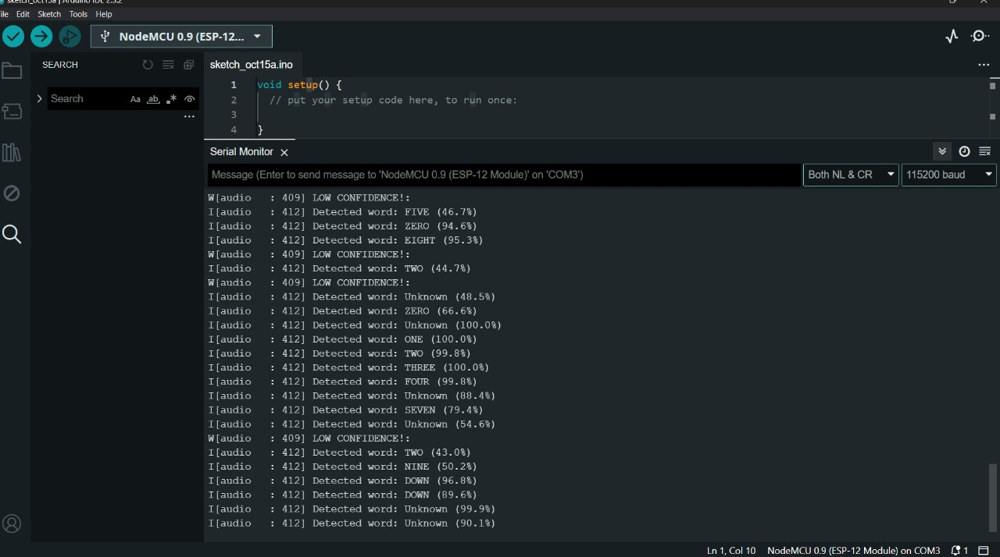 sketch_oct15a | Arduino IDE 2.3.2
File Edit Sketch Tools Help
NodeMCU 0.9 (ESP-12...
SEARCH
Search
Aa ab .*
sketch_oct15a.ino
1 void setup() {
2 // put your setup code here, to run once:
3
4 }
Serial Monitor
Message (Enter to send message to 'NodeMCU 0.9 (ESP-12 Module)' on 'COM3')
Both NL & CR
115200 baud
W[audio : 409] LOW CONFIDENCE!:
I[audio : 412] Detected word: FIVE (46.7%)
I[audio : 412] Detected word: ZERO (94.6%)
I[audio : 412] Detected word: EIGHT (95.3%)
W[audio : 409] LOW CONFIDENCE!:
I[audio : 412] Detected word: TWO (44.7%)
W[audio : 409] LOW CONFIDENCE!:
I[audio : 412] Detected word: Unknown (48.5%)
I[audio : 412] Detected word: ZERO (66.6%)
I[audio : 412] Detected word: Unknown (100.0%)
I[audio : 412] Detected word: ONE (100.0%)
I[audio : 412] Detected word: TWO (99.8%)
I[audio : 412] Detected word: THREE (100.0%)
I[audio : 412] Detected word: FOUR (99.8%)
I[audio : 412] Detected word: Unknown (88.4%)
I[audio : 412] Detected word: SEVEN (79.4%)
I[audio : 412] Detected word: Unknown (54.6%)
W[audio : 409] LOW CONFIDENCE!:
I[audio : 412] Detected word: TWO (43.0%)
I[audio : 412] Detected word: NINE (50.2%)
I[audio : 412] Detected word: DOWN (96.8%)
I[audio : 412] Detected word: DOWN (89.6%)
I[audio : 412] Detected word: Unknown (99.9%)
I[audio : 412] Detected word: Unknown (90.1%)
Ln 1, Col 10 NodeMCU 0.9 (ESP-12 Module) on COM3 1